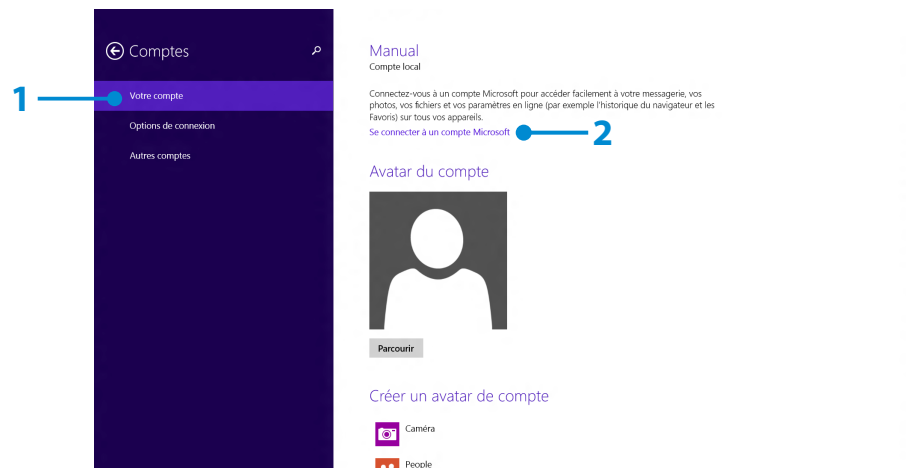 Comptes
1
Votre compte
Options de connexion
Autres comptes
Manual
Compte local
Connectez-vous à un compte Microsoft pour accéder facilement à votre messagerie, vos
photos, vos fichiers et vos paramètres en ligne (par exemple l'historique du navigateur et les
Favoris) sur tous vos appareils.
Se connecter à un compte Microsoft
2
Avatar du compte
Parcourir
Créer un avatar de compte
Caméra
People